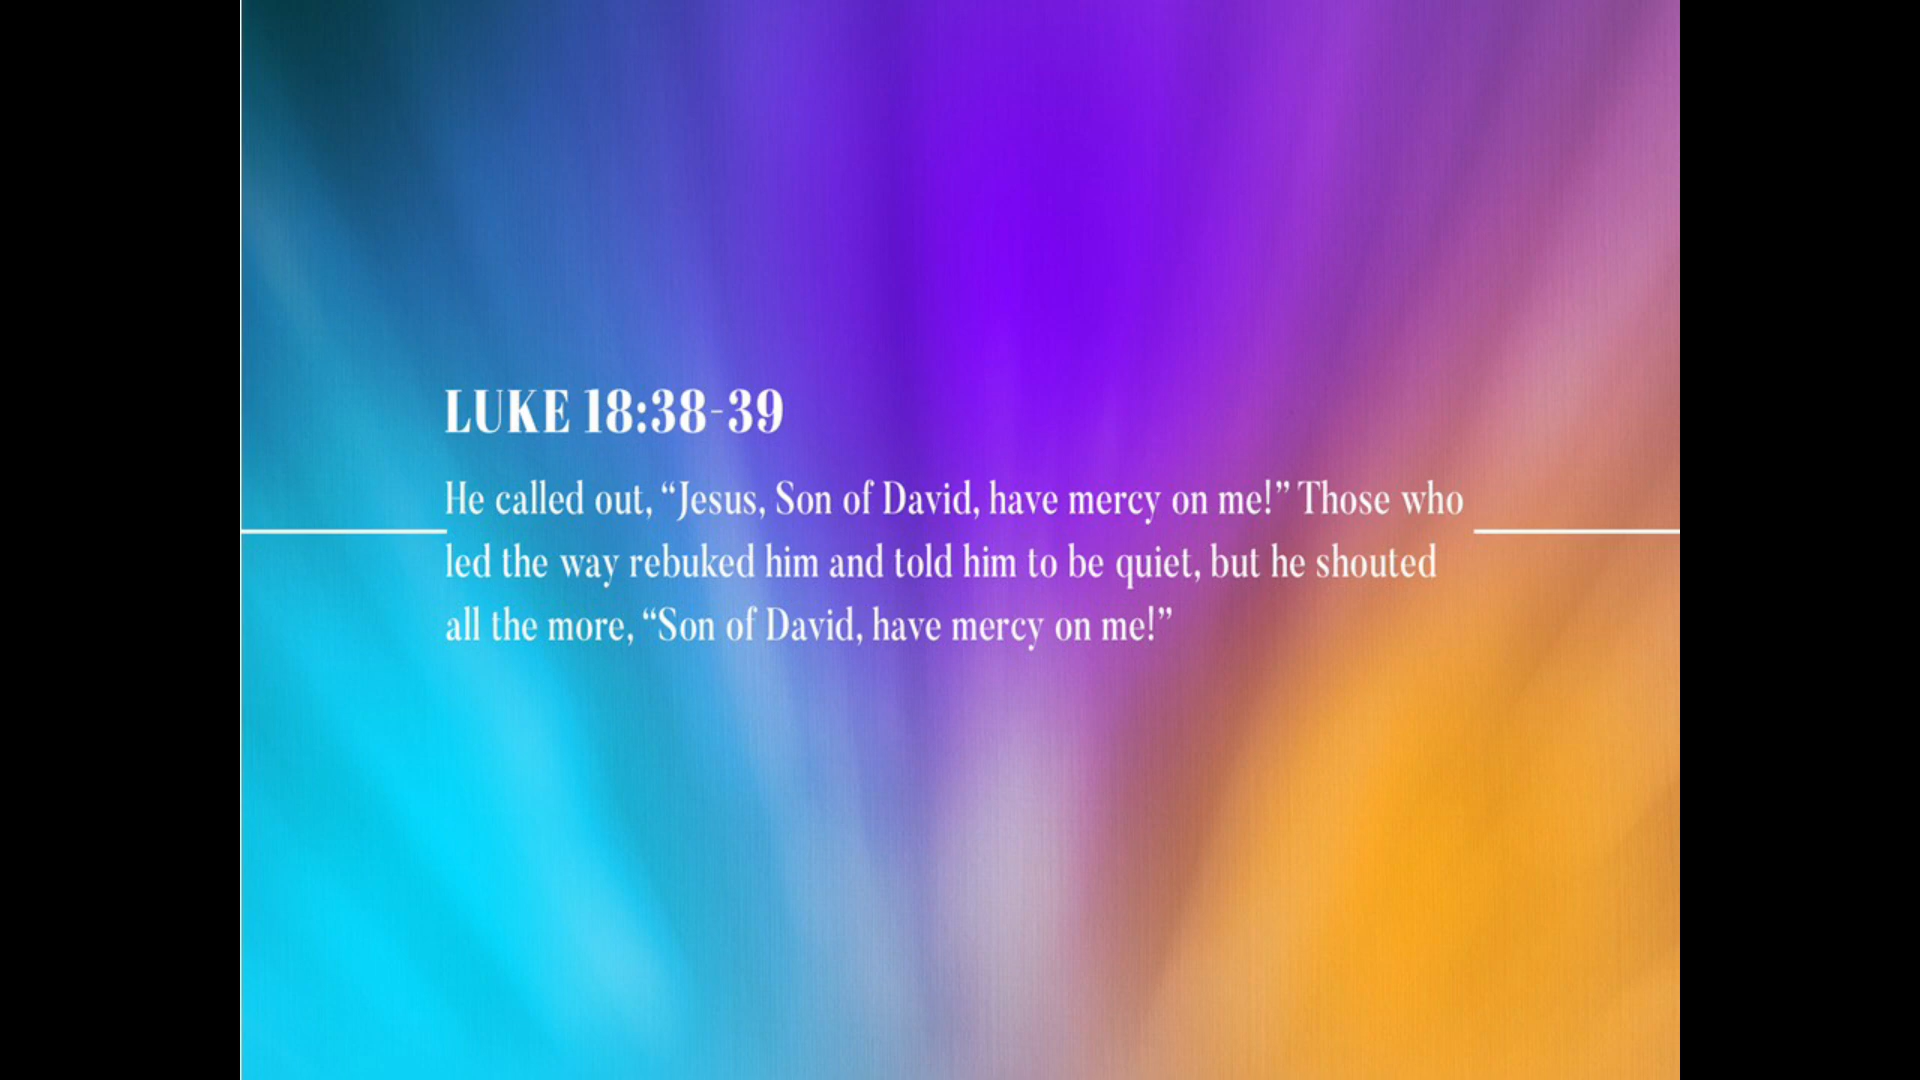 LUKE 18:38-39
He called out, “Jesus, Son of David, have mercy on me!” Those who
led the way rebuked him and told him to be quiet, but he shouted
all the more, “Son of David, have mercy on me!”